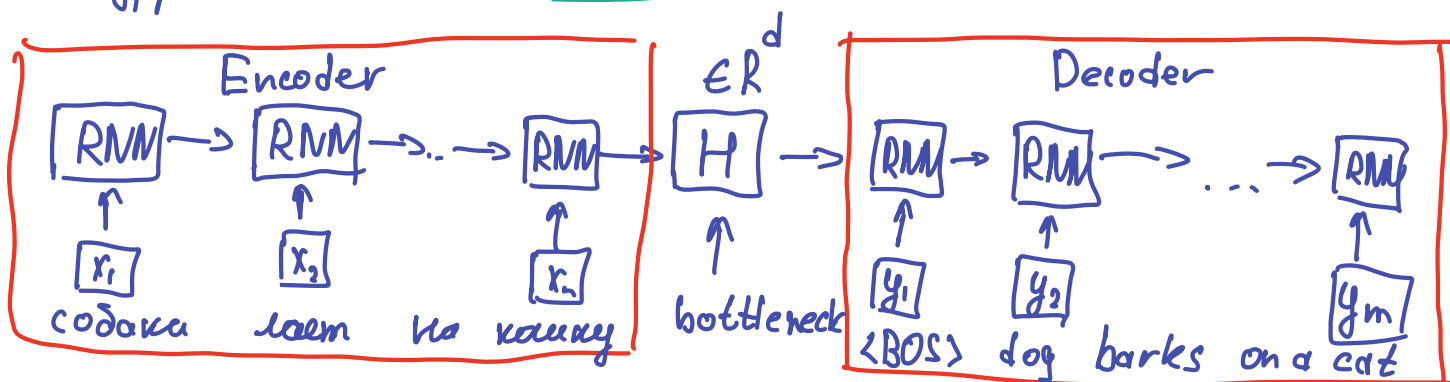 Encoder ∈ R^d Decoder
RNN RNN ... RNN H RNN RNN .... RNN
x₁ x₂ xₙ y₁ y₂ yₘ
собака лает на кошку bottleneck <BOS> dog barks on a cat